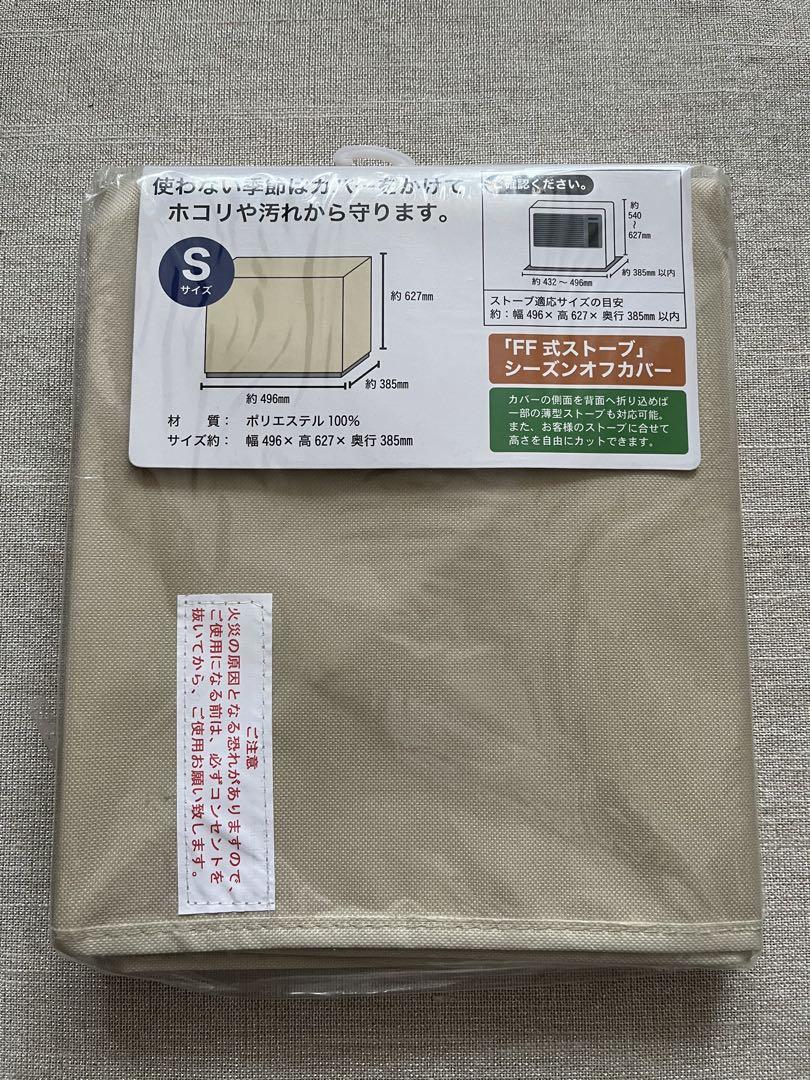 使わない季節はカバーをかけて
ホコリや汚れから守ります。
S
サイズ
約 627mm
約 385mm
約 496mm
材　質： ポリエステル 100%
サイズ約： 幅 496× 高 627× 奥行 385mm
ご確認ください。
約
540
～
627mm
約 385mm 以内
約 432 ～ 496mm
ストーブ適応サイズの目安
約：幅 496× 高 627× 奥行 385mm 以内
「FF 式ストーブ」
シーズンオフカバー
カバーの側面を背面へ折り込めば
一部の薄型ストーブも対応可能。
また、お客様のストーブに合せて
高さを自由にカットできます。
ご注意
火災の原因となる恐れがありますので、
ご使用になる前は、必ずコンセントを
抜いてから、ご使用お願い致します。